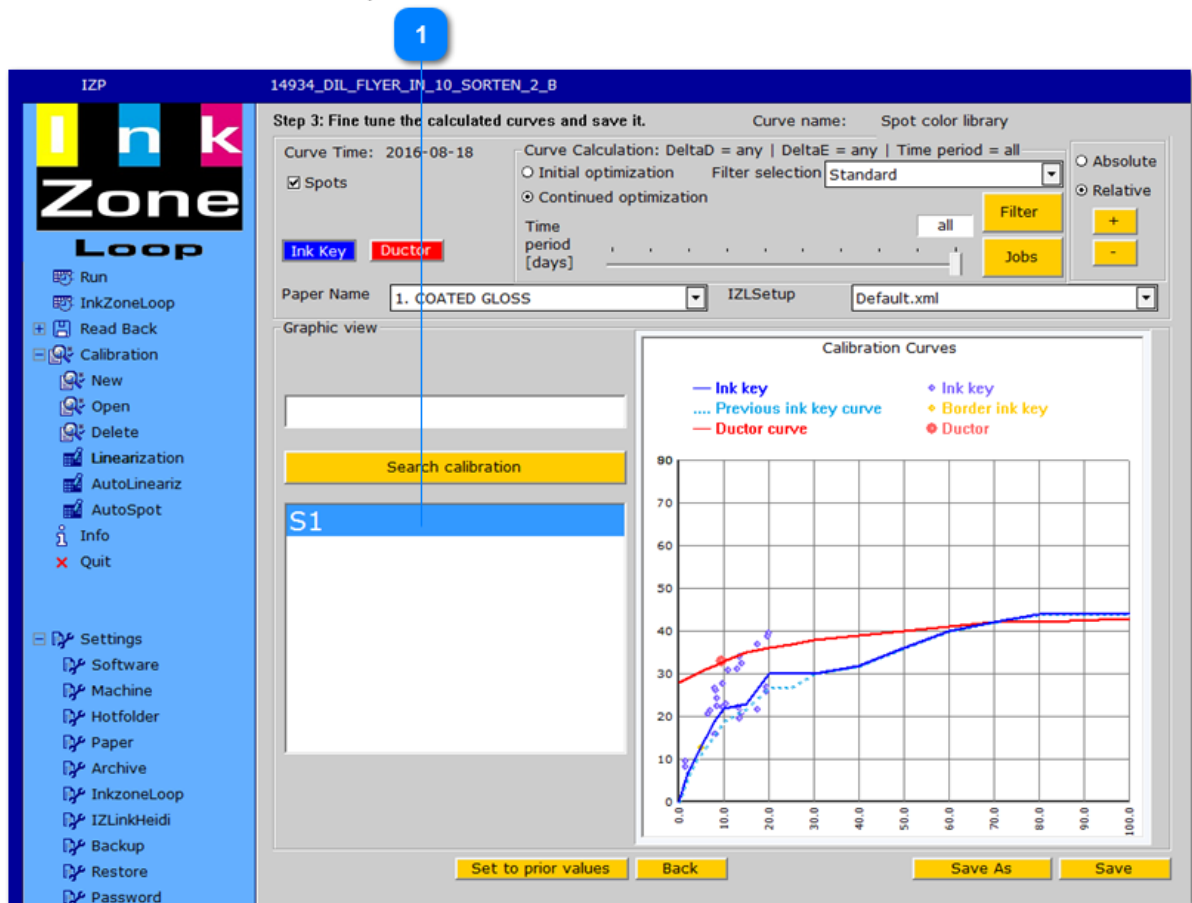 1
IZP 14934_DIL_FLYER_IN_10_SORTEN_2_B
Ink
Zone
Loop
Run
InkZoneLoop
Read Back
Calibration
New
Open
Delete
Linearization
AutoLineariz
AutoSpot
Info
Quit
Settings
Software
Machine
Hotfolder
Paper
Archive
InkzoneLoop
IZLinkHeidi
Backup
Restore
Password
Step 3: Fine tune the calculated curves and save it. Curve name: Spot color library
Curve Time: 2016-08-18
Spots
Ink Key Ductor
Curve Calculation: DeltaD = any | DeltaE = any | Time period = all
Initial optimization Filter selection Standard
Continued optimization
Time
period
[days]
all
Filter
Jobs
Absolute
Relative
+
-
Paper Name 1. COATED GLOSS IZLSetup Default.xml
Graphic view
Search calibration
S1
Calibration Curves
Ink key Ink key
Previous ink key curve Border ink key
Ductor curve Ductor
80
70
60
50
40
30
20
10
0
0.0 10.0 20.0 30.0 40.0 50.0 60.0 70.0 80.0 90.0 100.0
Set to prior values Back Save As Save